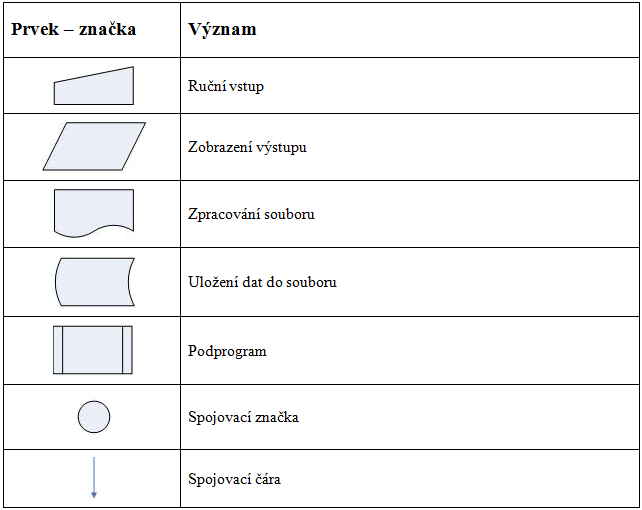 Prvek – značka
Význam
Ruční vstup
Zobrazení výstupu
Zpracování souboru
Uložení dat do souboru
Podprogram
Spojovací značka
Spojovací čára